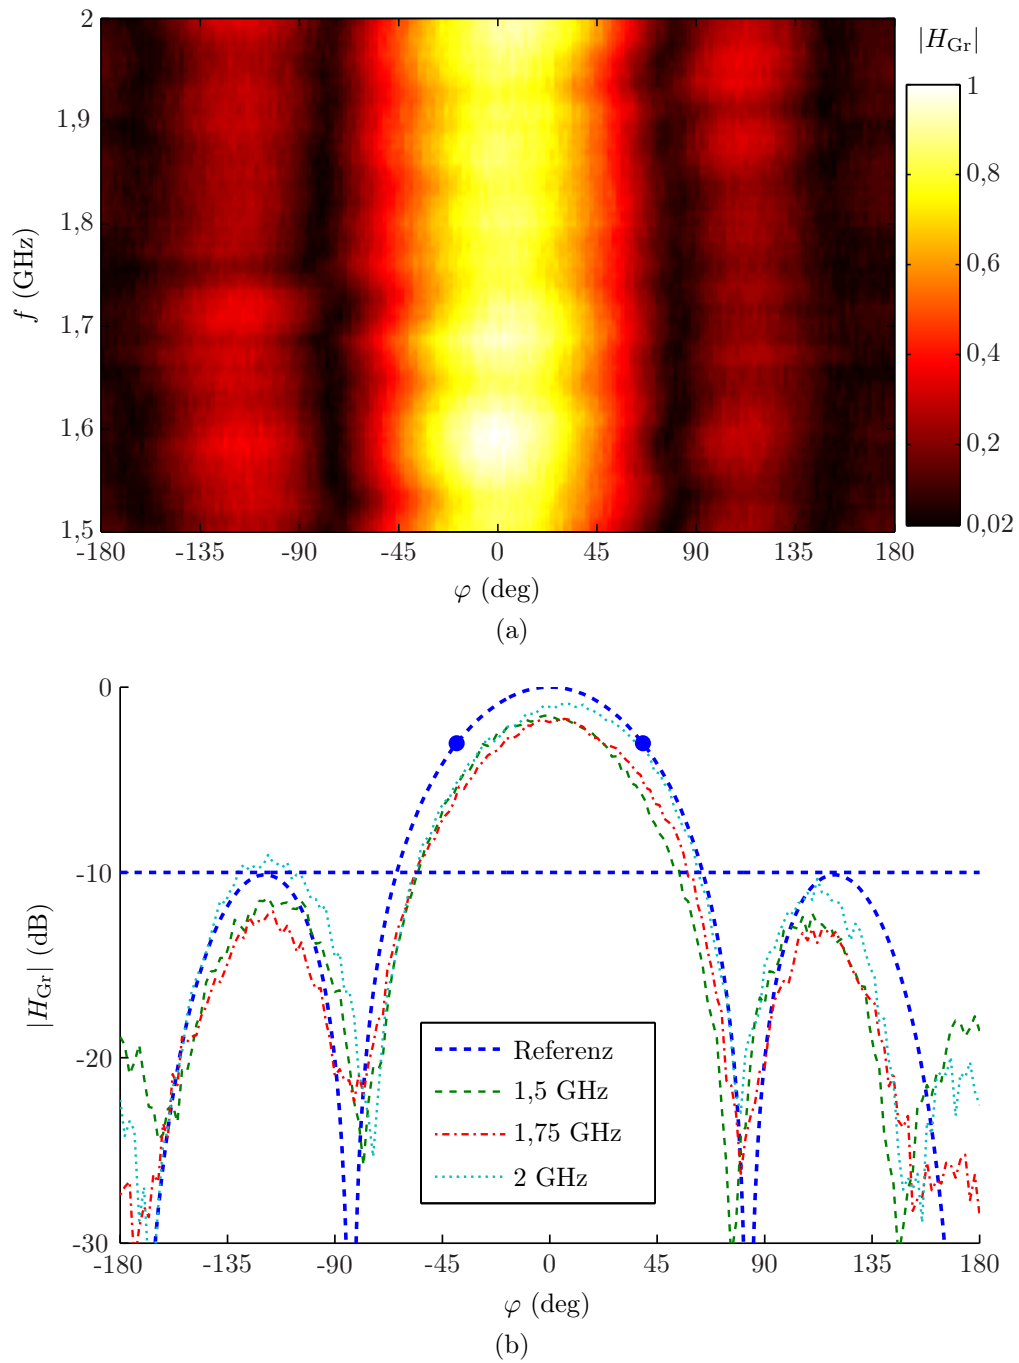 |H_Gr|
2
1,9
1,8
1,7
1,6
1,5
f (GHz)
1
0,8
0,6
0,4
0,2
0,02
-180 -135 -90 -45 0 45 90 135 180
φ (deg)
(a)
0
-10
-20
-30
|H_Gr| (dB)
Referenz
1,5 GHz
1,75 GHz
2 GHz
-180 -135 -90 -45 0 45 90 135 180
φ (deg)
(b)